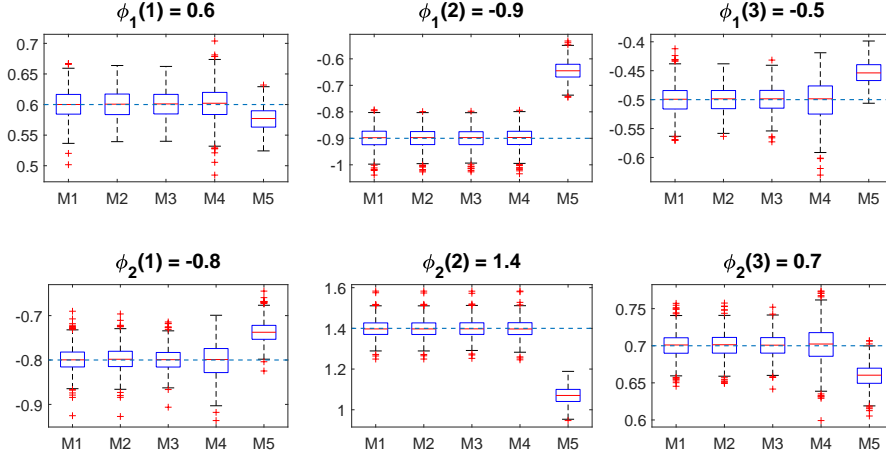 ϕ₁(1) = 0.6
ϕ₁(2) = -0.9
ϕ₁(3) = -0.5
0.7
0.65
0.6
0.55
0.5
M1 M2 M3 M4 M5
-0.6
-0.7
-0.8
-0.9
-1
M1 M2 M3 M4 M5
-0.4
-0.45
-0.5
-0.55
-0.6
M1 M2 M3 M4 M5
ϕ₂(1) = -0.8
ϕ₂(2) = 1.4
ϕ₂(3) = 0.7
-0.7
-0.8
-0.9
M1 M2 M3 M4 M5
1.6
1.4
1.2
1
M1 M2 M3 M4 M5
0.75
0.7
0.65
0.6
M1 M2 M3 M4 M5